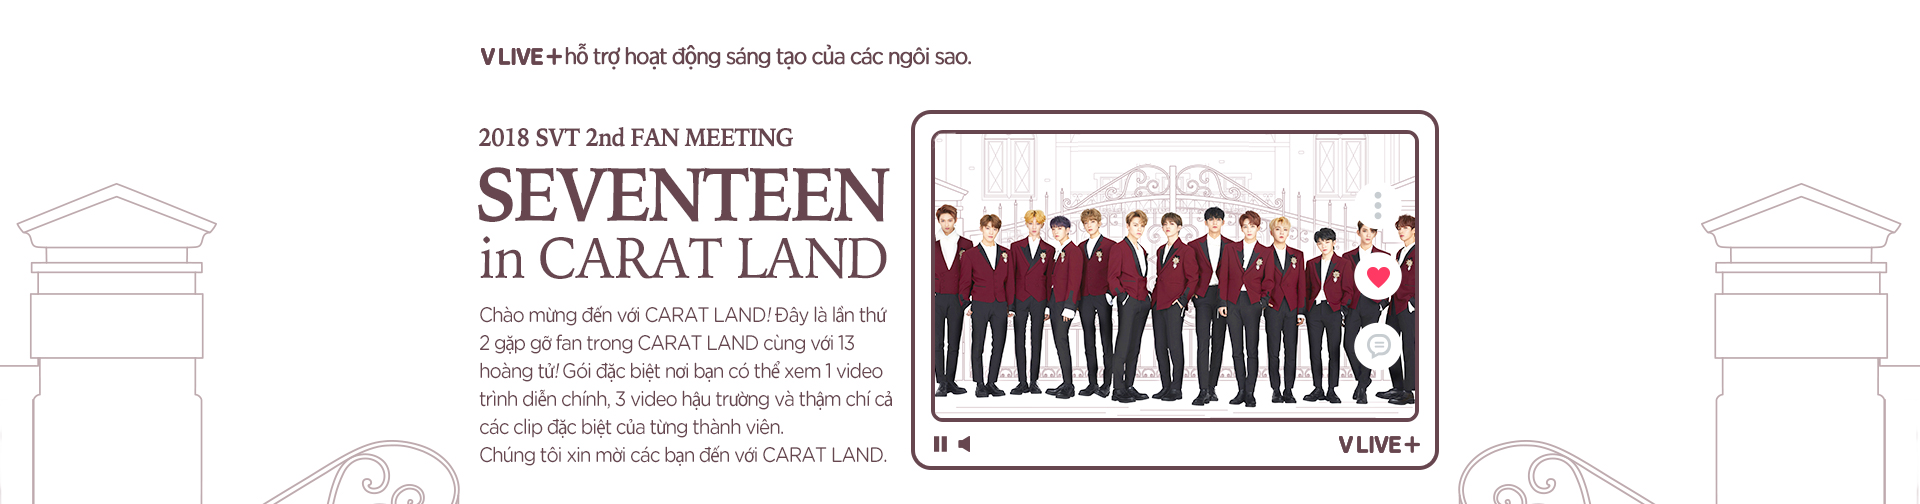 V LIVE+ hỗ trợ hoạt động sáng tạo của các ngôi sao.
2018 SVT 2nd FAN MEETING
SEVENTEEN
in CARAT LAND
Chào mừng đến với CARAT LAND! Đây là lần thứ
2 gặp gỡ fan trong CARAT LAND cùng với 13
hoàng tử! Gói đặc biệt nơi bạn có thể xem 1 video
trình diễn chính, 3 video hậu trường và thậm chí cả
các clip đặc biệt của từng thành viên.
Chúng tôi xin mời các bạn đến với CARAT LAND.
V LIVE+